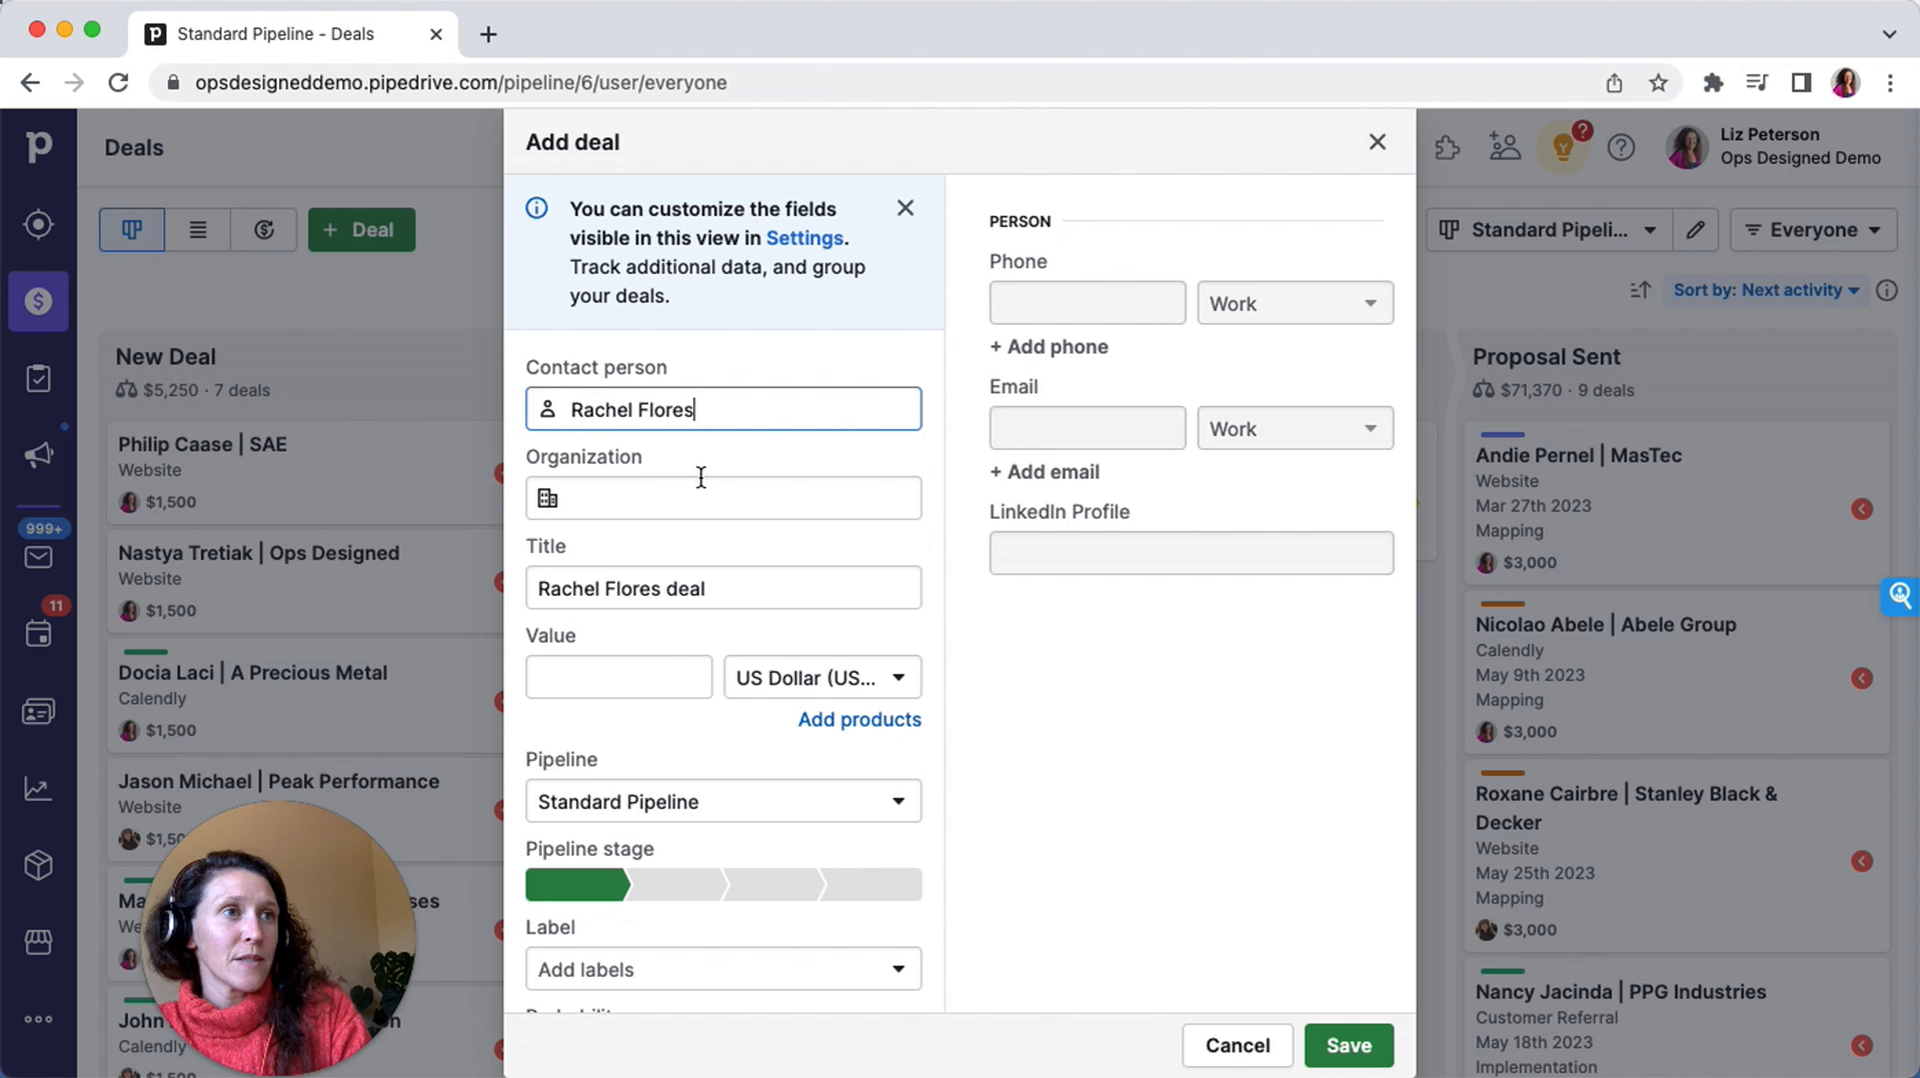 Standard Pipeline - Deals
opsdesigneddemo.pipedrive.com/pipeline/6/user/everyone
Deals
Deal
New Deal
$5,250 · 7 deals
Philip Caase | SAE
Website
$1,500
Nastya Tretiak | Ops Designed
Website
$1,500
Docia Laci | A Precious Metal
Calendly
$1,500
Jason Michael | Peak Performance
Website
John
Calendly
$1,500
999+
11
Add deal
You can customize the fields
visible in this view in Settings.
Track additional data, and group
your deals.
Contact person
Rachel Flores
Organization
Title
Rachel Flores deal
Value
US Dollar (US...
Add products
Pipeline
Standard Pipeline
Pipeline stage
Label
Add labels
PERSON
Phone
Work
+ Add phone
Email
Work
+ Add email
LinkedIn Profile
Cancel
Save
?
Liz Peterson
Ops Designed Demo
Standard Pipeli...
Everyone
Sort by: Next activity
Proposal Sent
$71,370 · 9 deals
Andie Pernel | MasTec
Website
Mar 27th 2023
Mapping
$3,000
Nicolao Abele | Abele Group
Calendly
May 9th 2023
Mapping
$3,000
Roxane Cairbre | Stanley Black &
Decker
Website
May 25th 2023
Mapping
$3,000
Nancy Jacinda | PPG Industries
Customer Referral
May 18th 2023
Implementation